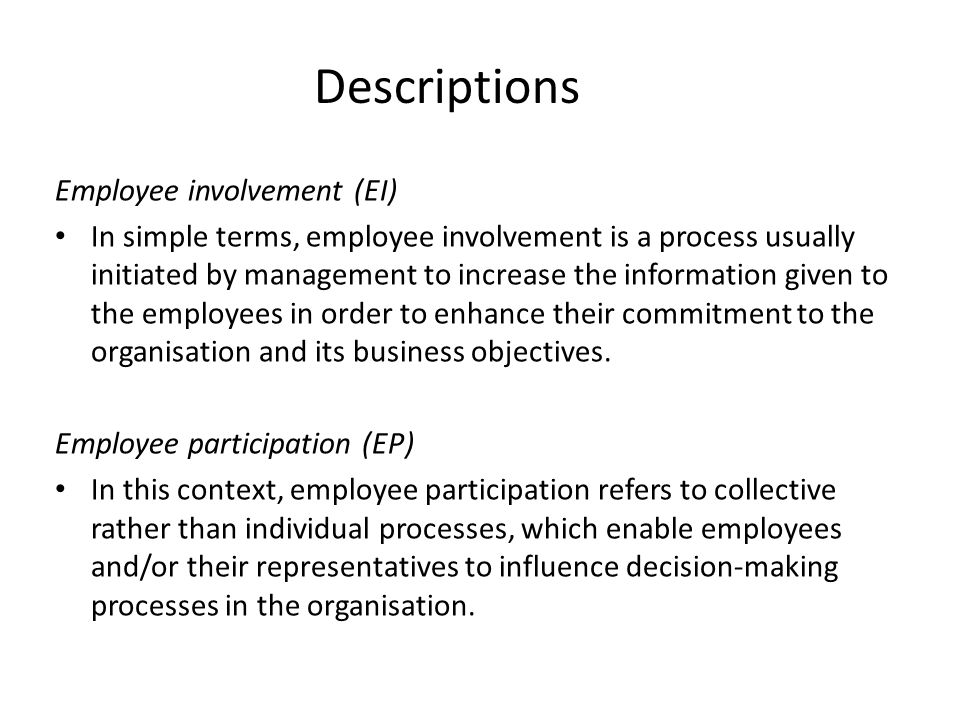 Descriptions
Employee involvement (EI)
• In simple terms, employee involvement is a process usually
initiated by management to increase the information given to
the employees in order to enhance their commitment to the
organisation and its business objectives.
Employee participation (EP)
• In this context, employee participation refers to collective
rather than individual processes, which enable employees
and/or their representatives to influence decision-making
processes in the organisation.